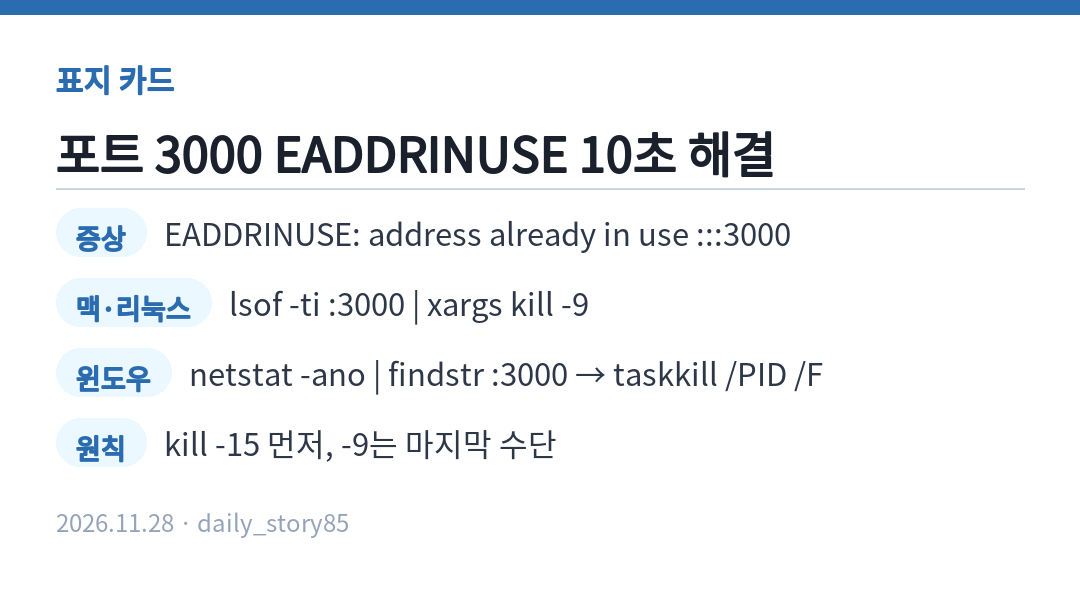 표지 카드
포트 3000 EADDRINUSE 10초 해결
증상 EADDRINUSE: address already in use :::3000
맥·리눅스 lsof -ti :3000 | xargs kill -9
윈도우 netstat -ano | findstr :3000 → taskkill /PID /F
원칙 kill -15 먼저, -9는 마지막 수단
2026.11.28 · daily_story85